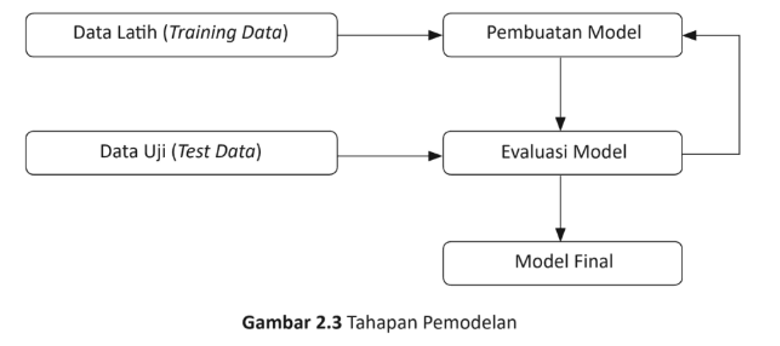 Data Latih (Training Data)
Pembuatan Model
Data Uji (Test Data)
Evaluasi Model
Model Final
Gambar 2.3 Tahapan Pemodelan